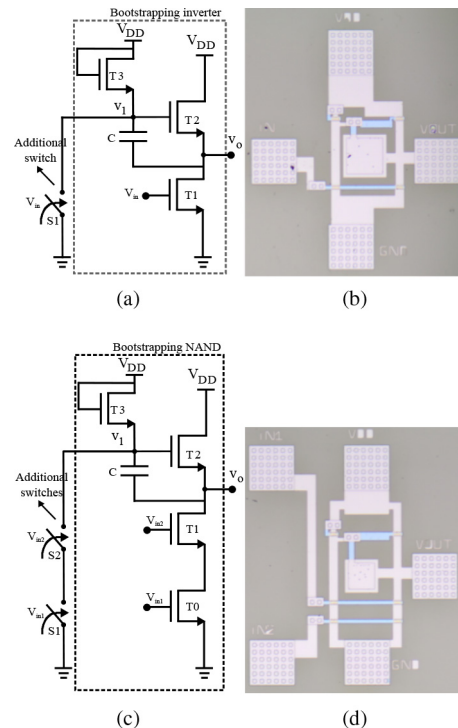 Bootstrapping inverter
VDD
VDD
T3
v1
T2
C
vo
Additional
switch
Vin
T1
Vin
S1
IN
VOUT
GND
(a)
(b)
Bootstrapping NAND
VDD
VDD
T3
v1
T2
C
vo
Additional
switches
Vin2
T1
Vin2
S2
Vin1
T0
Vin1
S1
IN1
VOUT
IN2
GND
(c)
(d)